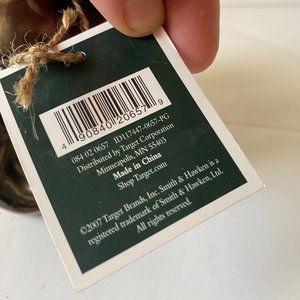 4 90840 20657 9
084 02 0657 ID117447-0657-PG
Distributed by Target Corporation
Minneapolis, MN 55403
Made in China
Shop Target.com
©2007 Target Brands, Inc. Smith & Hawken is a
registered trademark of Smith & Hawken, Ltd.
All rights reserved.